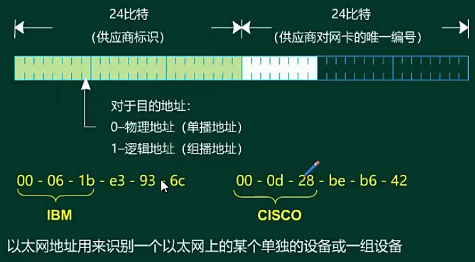 24比特
（供应商标识）
24比特
（供应商对网卡的唯一编号）
对于目的地址：
0–物理地址（单播地址）
1–逻辑地址（组播地址）
00 - 06 - 1b - e3 - 93 - 6c
IBM
00 - 0d - 28 - be - b6 - 42
CISCO
以太网地址用来识别一个以太网上的某个单独的设备或一组设备